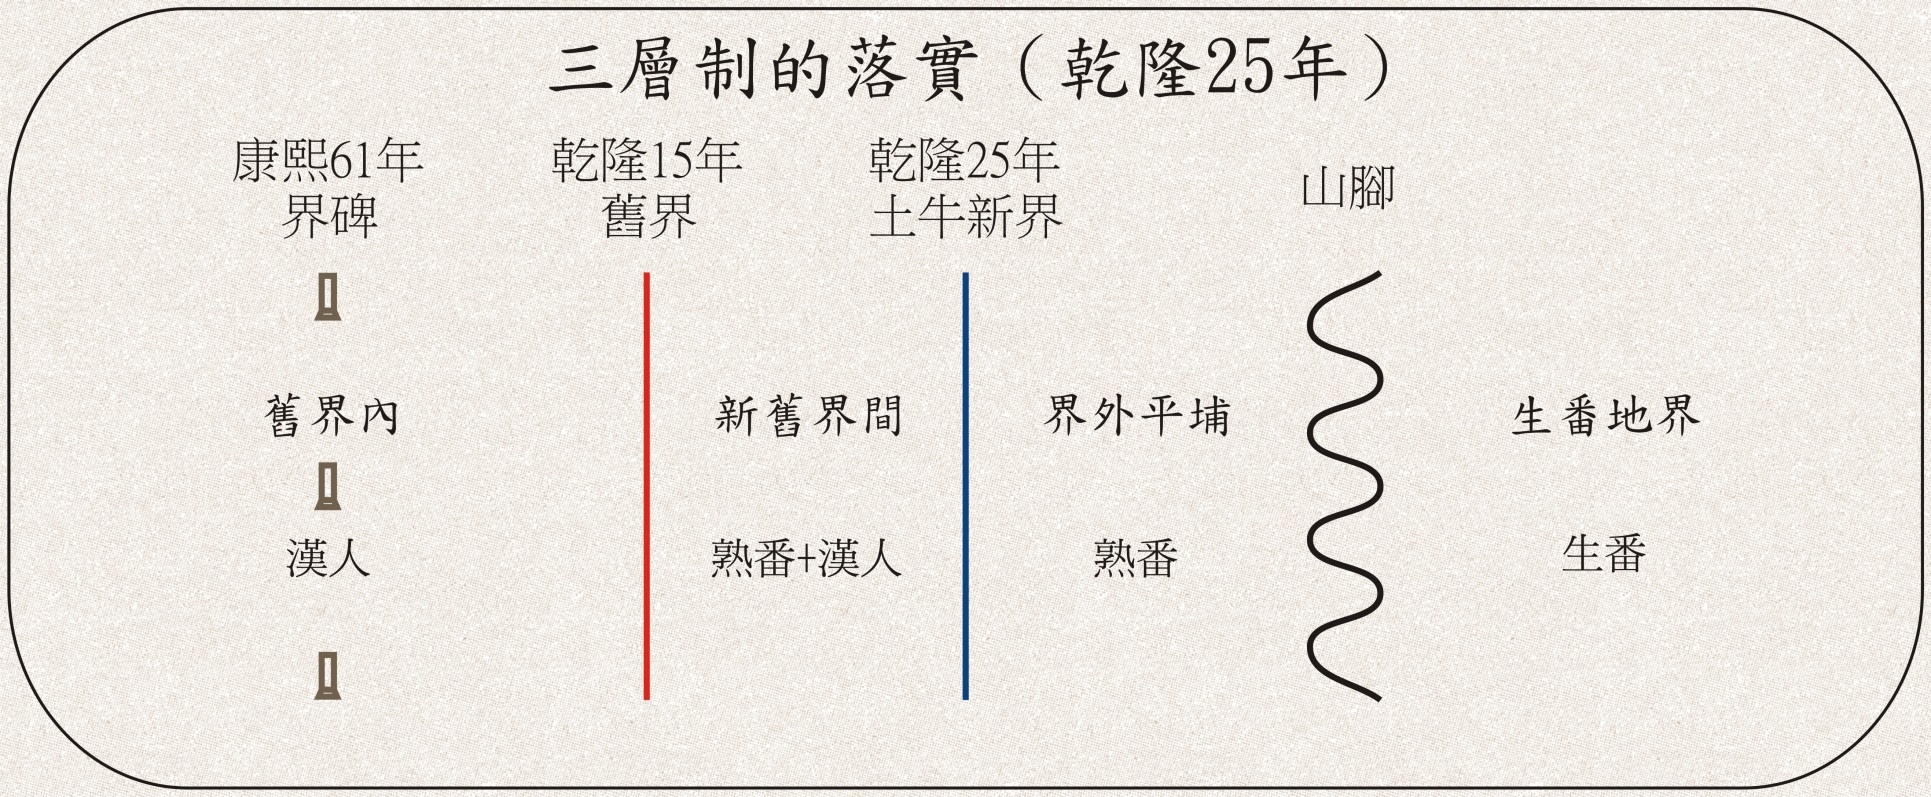 三層制的落實（乾隆25年）
康熙61年
界碑
乾隆15年
舊界
乾隆25年
土牛新界
山腳
舊界內
新舊界間
界外平埔
生番地界
漢人
熟番+漢人
熟番
生番